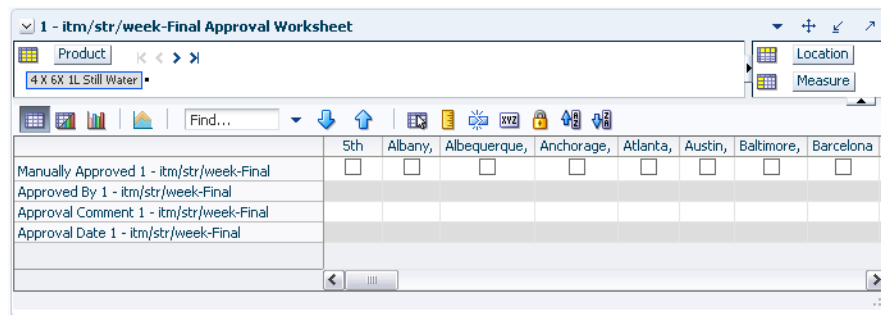 1 - itm/str/week-Final Approval Worksheet
Product
Location
4 X 6X 1L Still Water
Measure
Find...
XYZ
A Z
Z A
5th Albany, Albequerque, Anchorage, Atlanta, Austin, Baltimore, Barcelona
Manually Approved 1 - itm/str/week-Final
Approved By 1 - itm/str/week-Final
Approval Comment 1 - itm/str/week-Final
Approval Date 1 - itm/str/week-Final